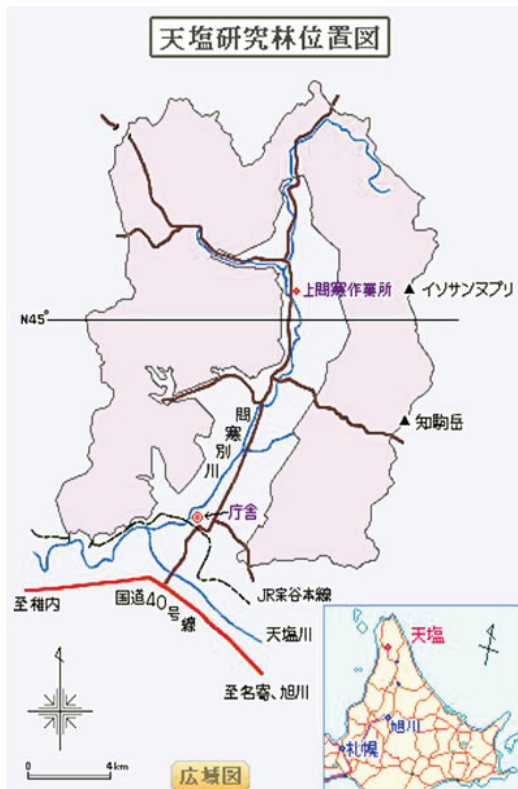 天塩研究林位置図
上問寒作業所
イソサンヌプリ
N45°
知駒岳
問寒別川
庁舎
JR宗谷本線
至稚内
国道40号線
天塩川
至名寄、旭川
天塩
旭川
札幌
0 4km
広域図